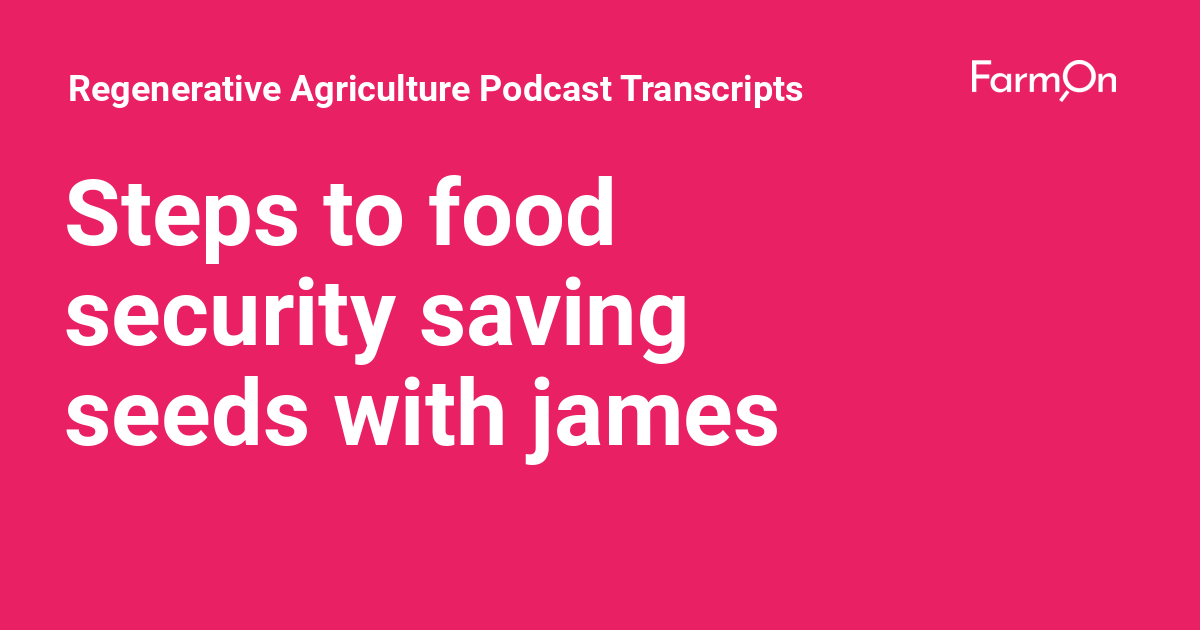 Regenerative Agriculture Podcast Transcripts
FarmOn
Steps to food
security saving
seeds with james